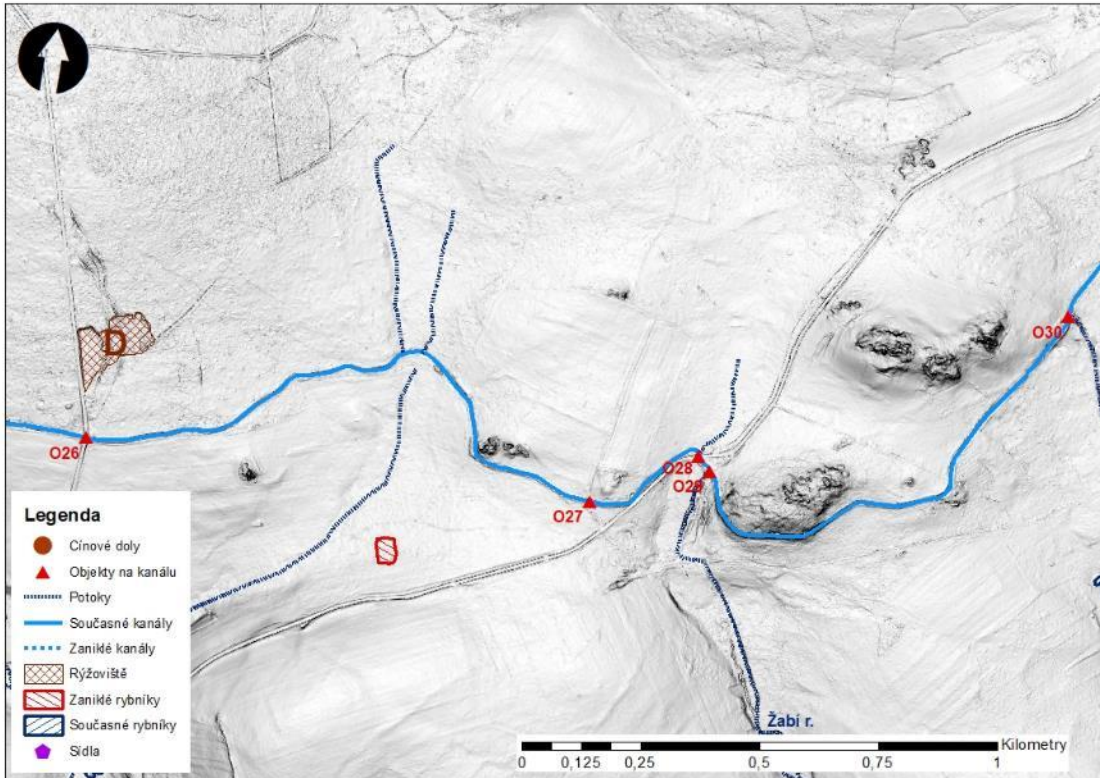 D
O26
O27
O28
O29
O30
Žabí r.
Legenda
Cínové doly
Objekty na kanálu
Potoky
Současné kanály
Zaniklé kanály
Rýžoviště
Zaniklé rybníky
Současné rybníky
Sídla
Kilometry
0 0,125 0,25 0,5 0,75 1